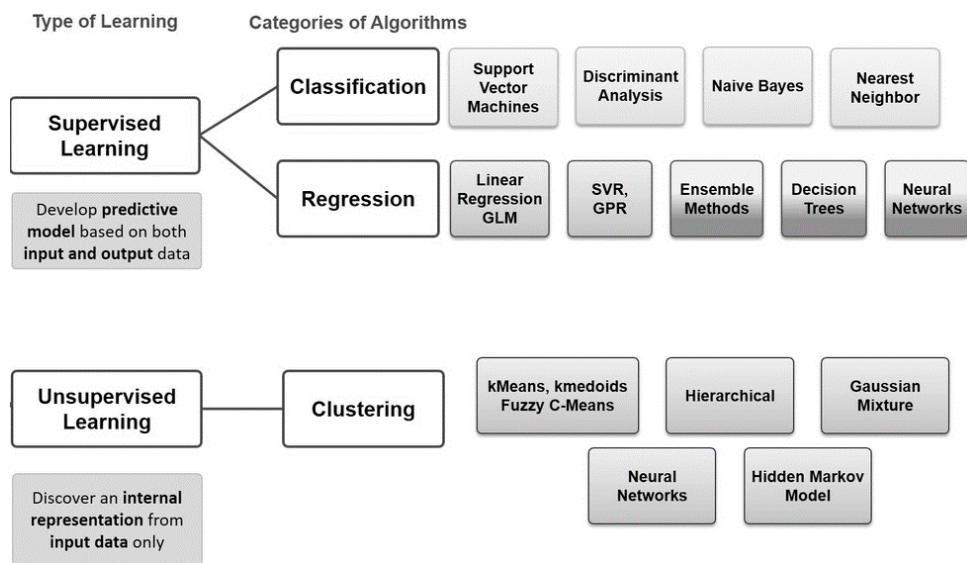 Type of Learning
Categories of Algorithms
Supervised
Learning
Develop predictive
model based on both
input and output data
Classification
Support
Vector
Machines
Discriminant
Analysis
Naive Bayes
Nearest
Neighbor
Regression
Linear
Regression
GLM
SVR,
GPR
Ensemble
Methods
Decision
Trees
Neural
Networks
Unsupervised
Learning
Discover an internal
representation from
input data only
Clustering
kMeans, kmedoids
Fuzzy C-Means
Hierarchical
Gaussian
Mixture
Neural
Networks
Hidden Markov
Model